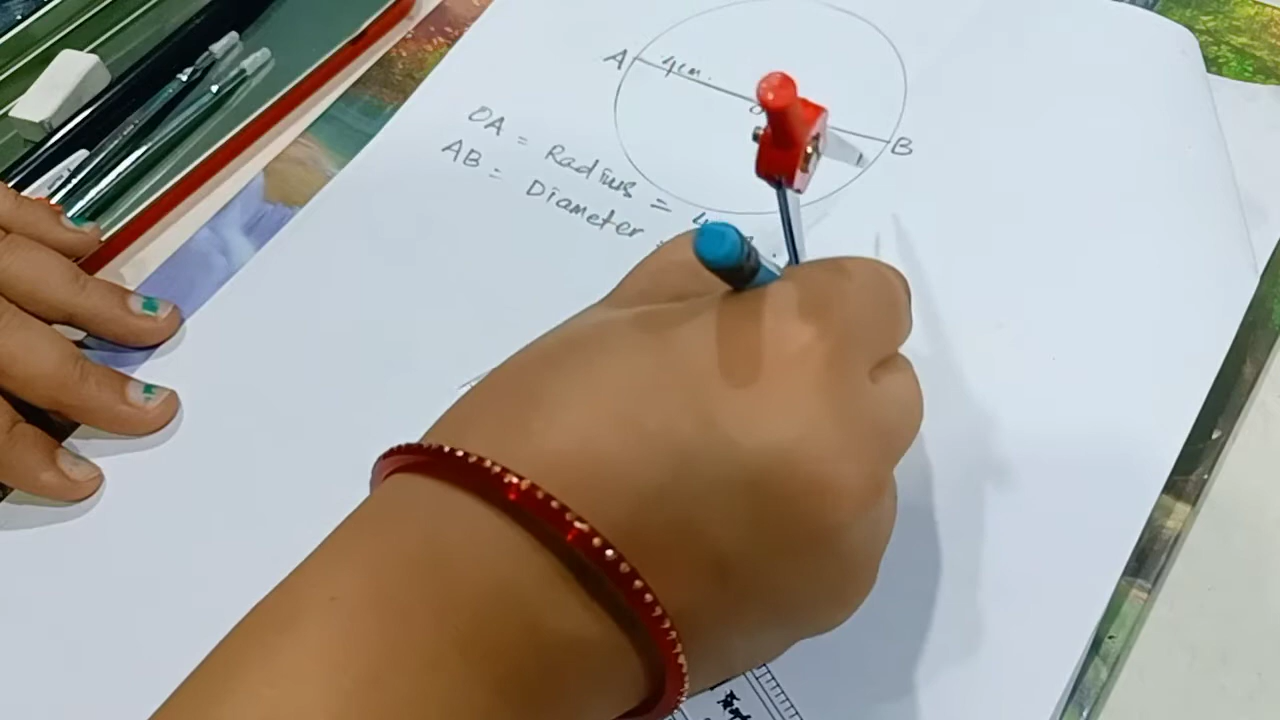 A 4cm. B
OA = Radius = 4
AB = Diameter =